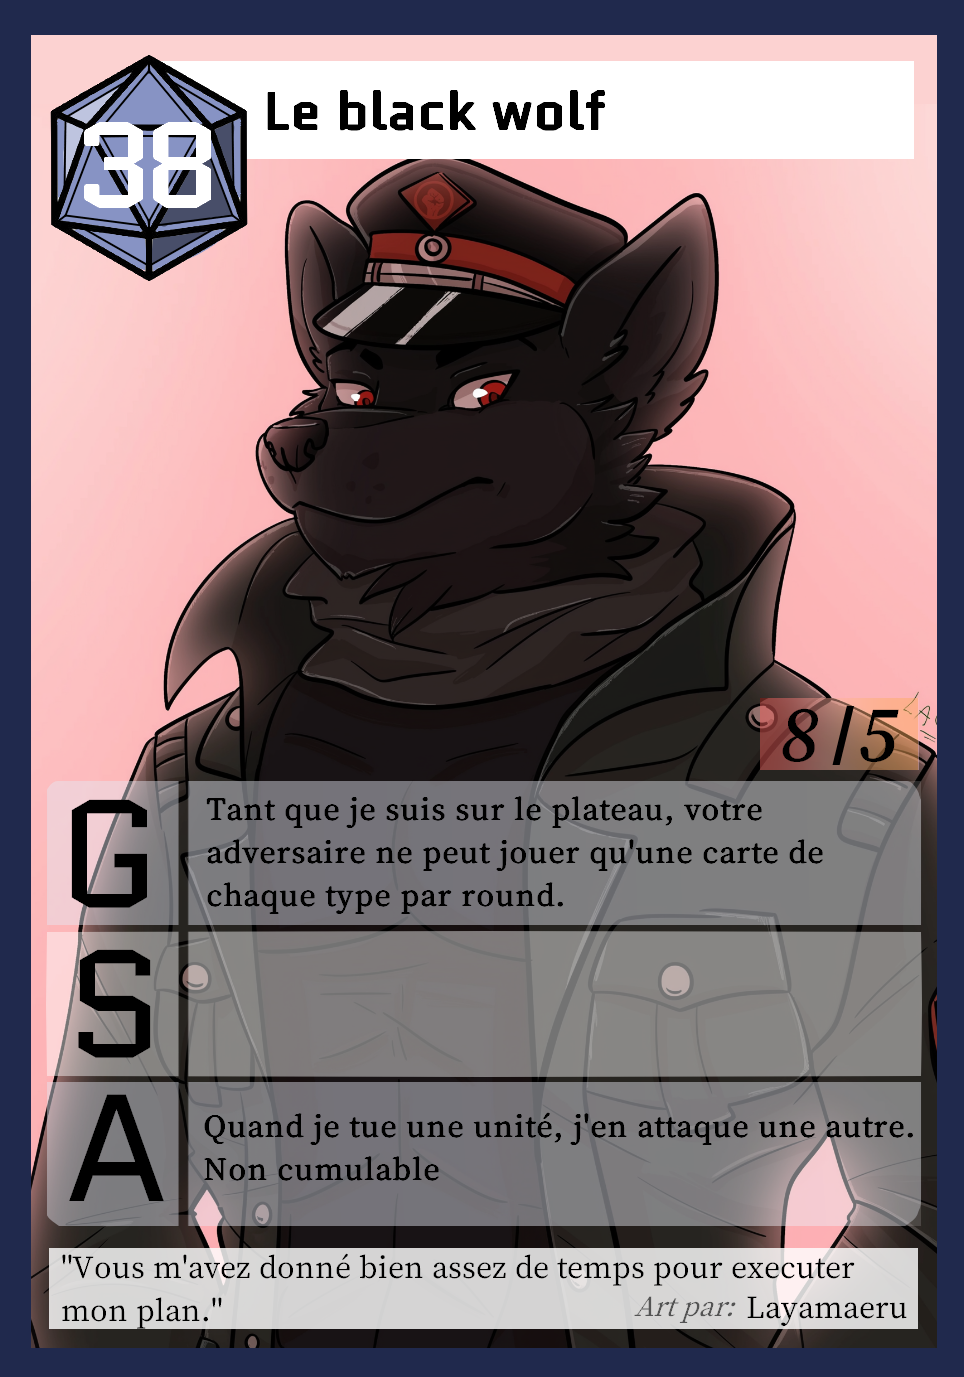 38
Le black wolf
8/5
G
Tant que je suis sur le plateau, votre
adversaire ne peut jouer qu'une carte de
chaque type par round.
S
A
Quand je tue une unité, j'en attaque une autre.
Non cumulable
"Vous m'avez donné bien assez de temps pour executer
mon plan."
Art par: Layamaeru